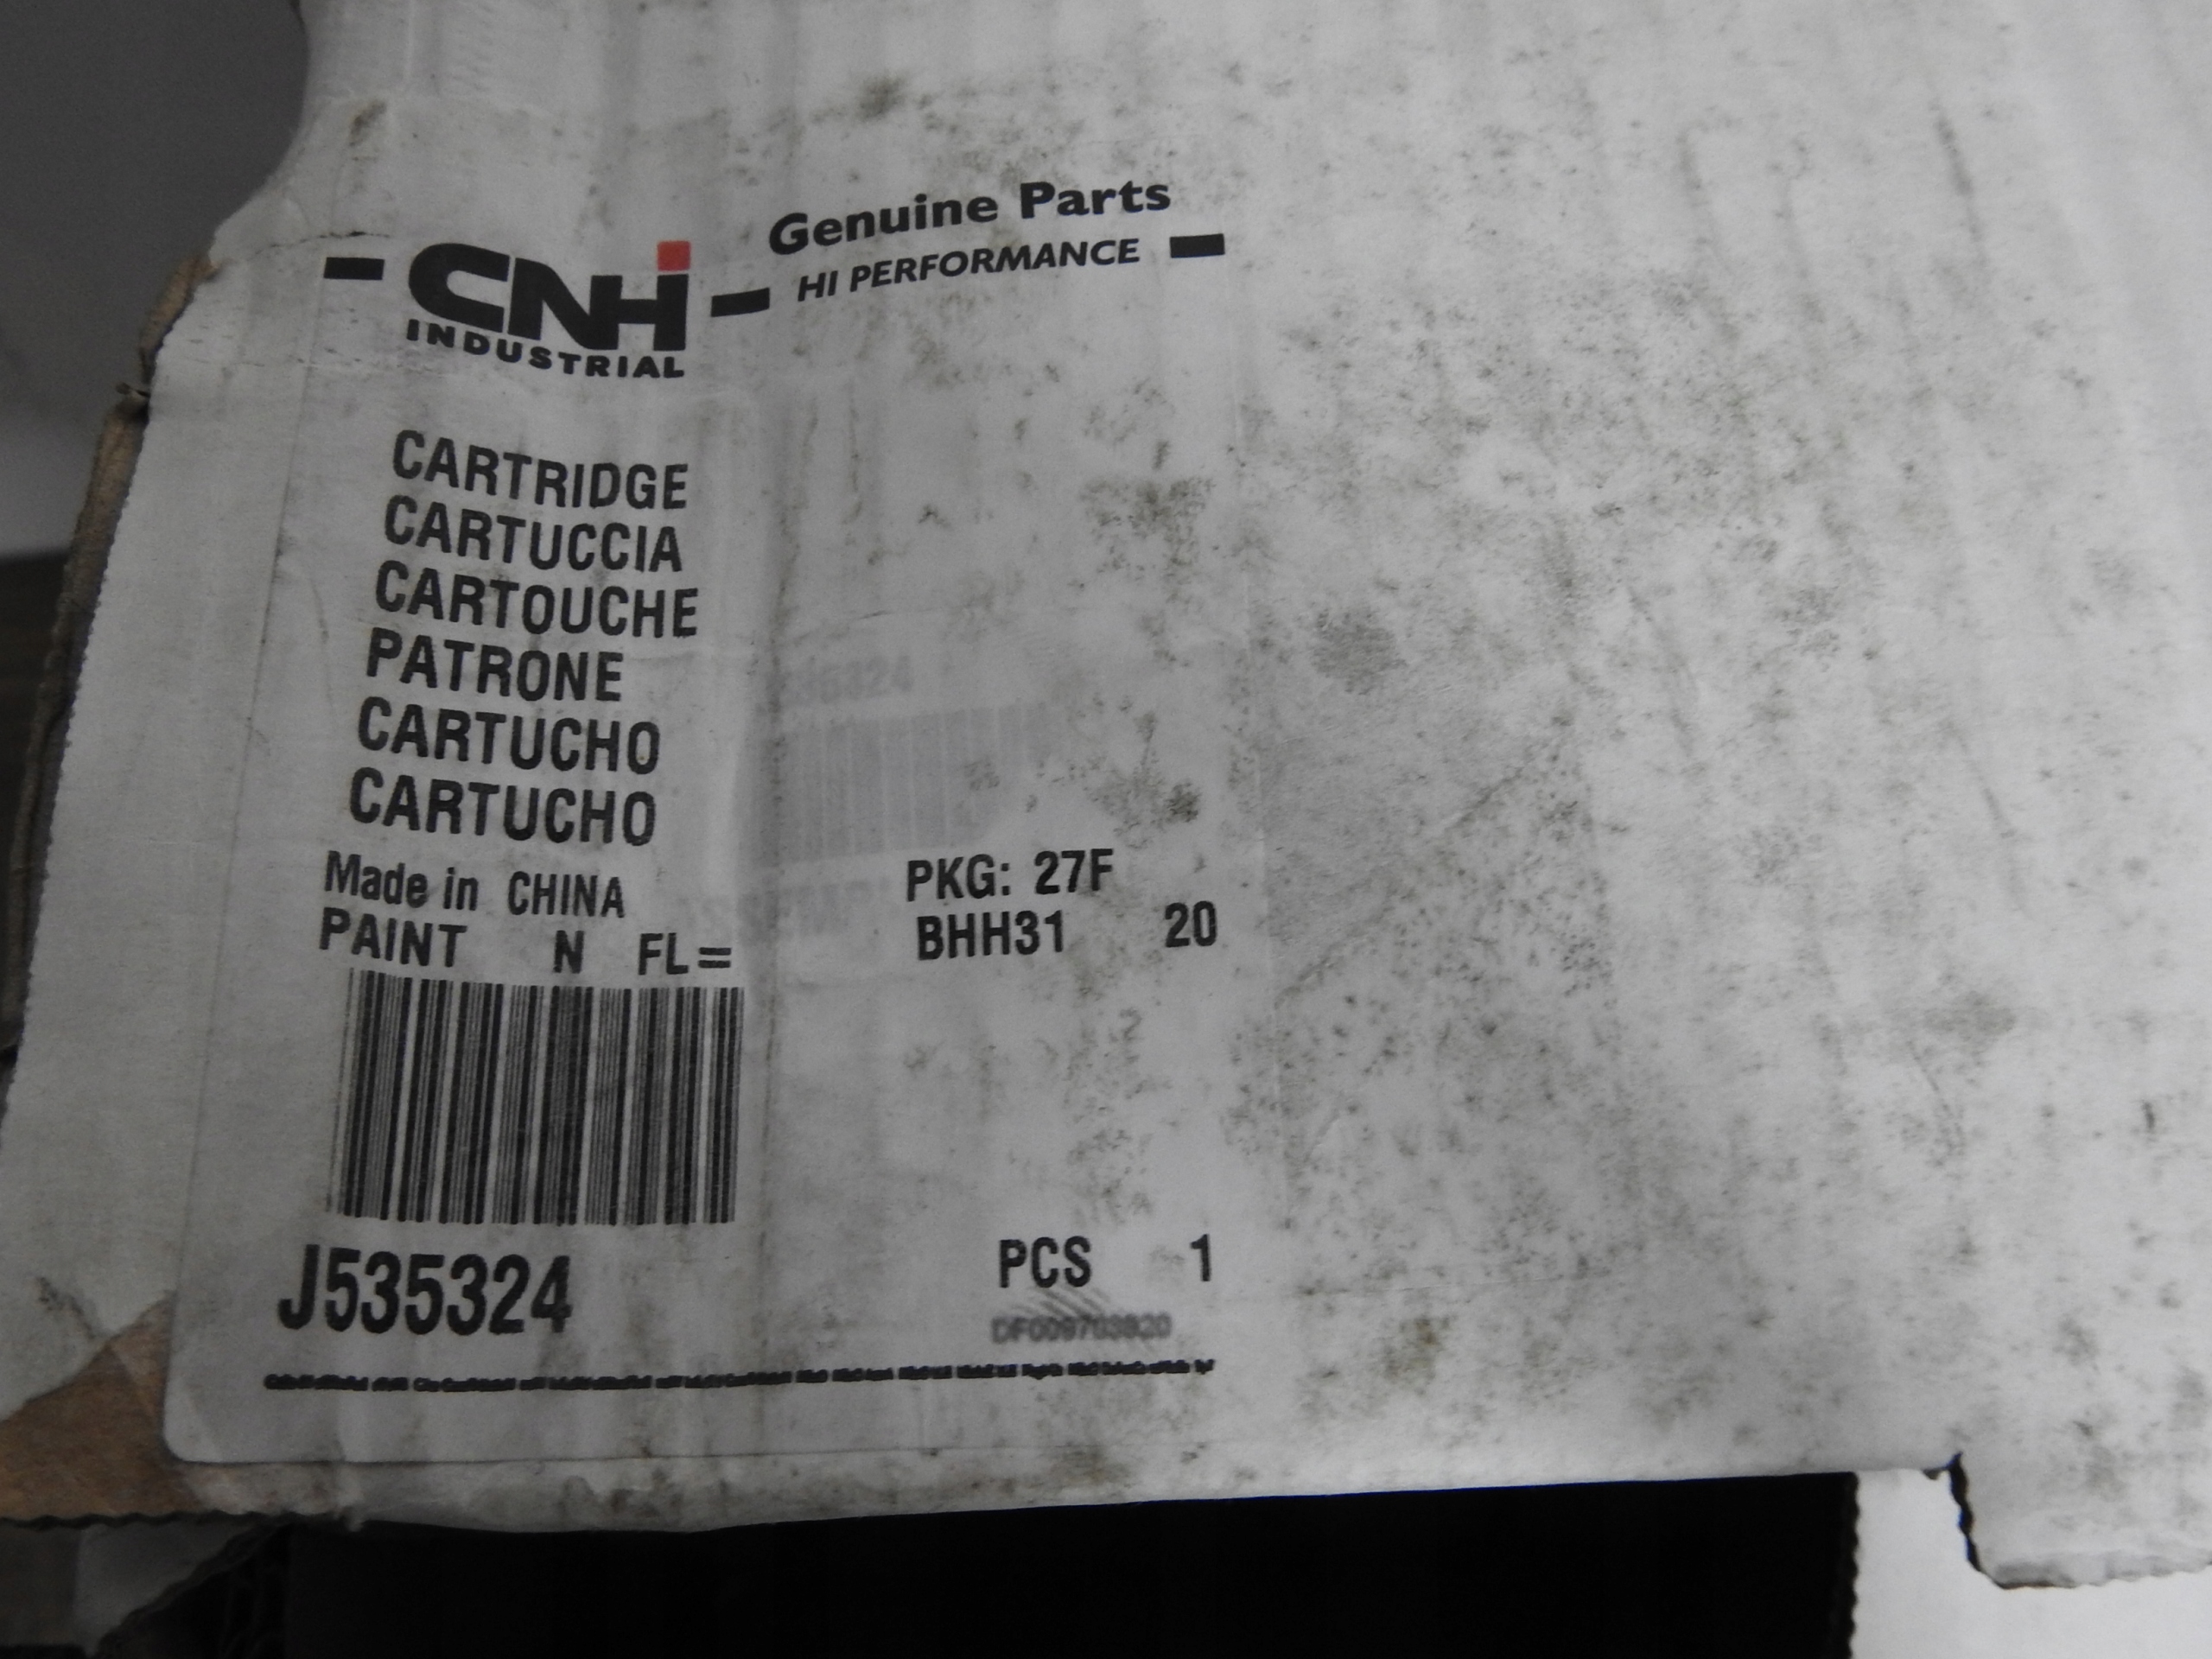 CNH
INDUSTRIAL
Genuine Parts
HI PERFORMANCE
CARTRIDGE
CARTUCCIA
CARTOUCHE
PATRONE
CARTUCHO
CARTUCHO
Made in CHINA
PKG: 27F
PAINT N FL=
BHH31 20
J535324
PCS 1